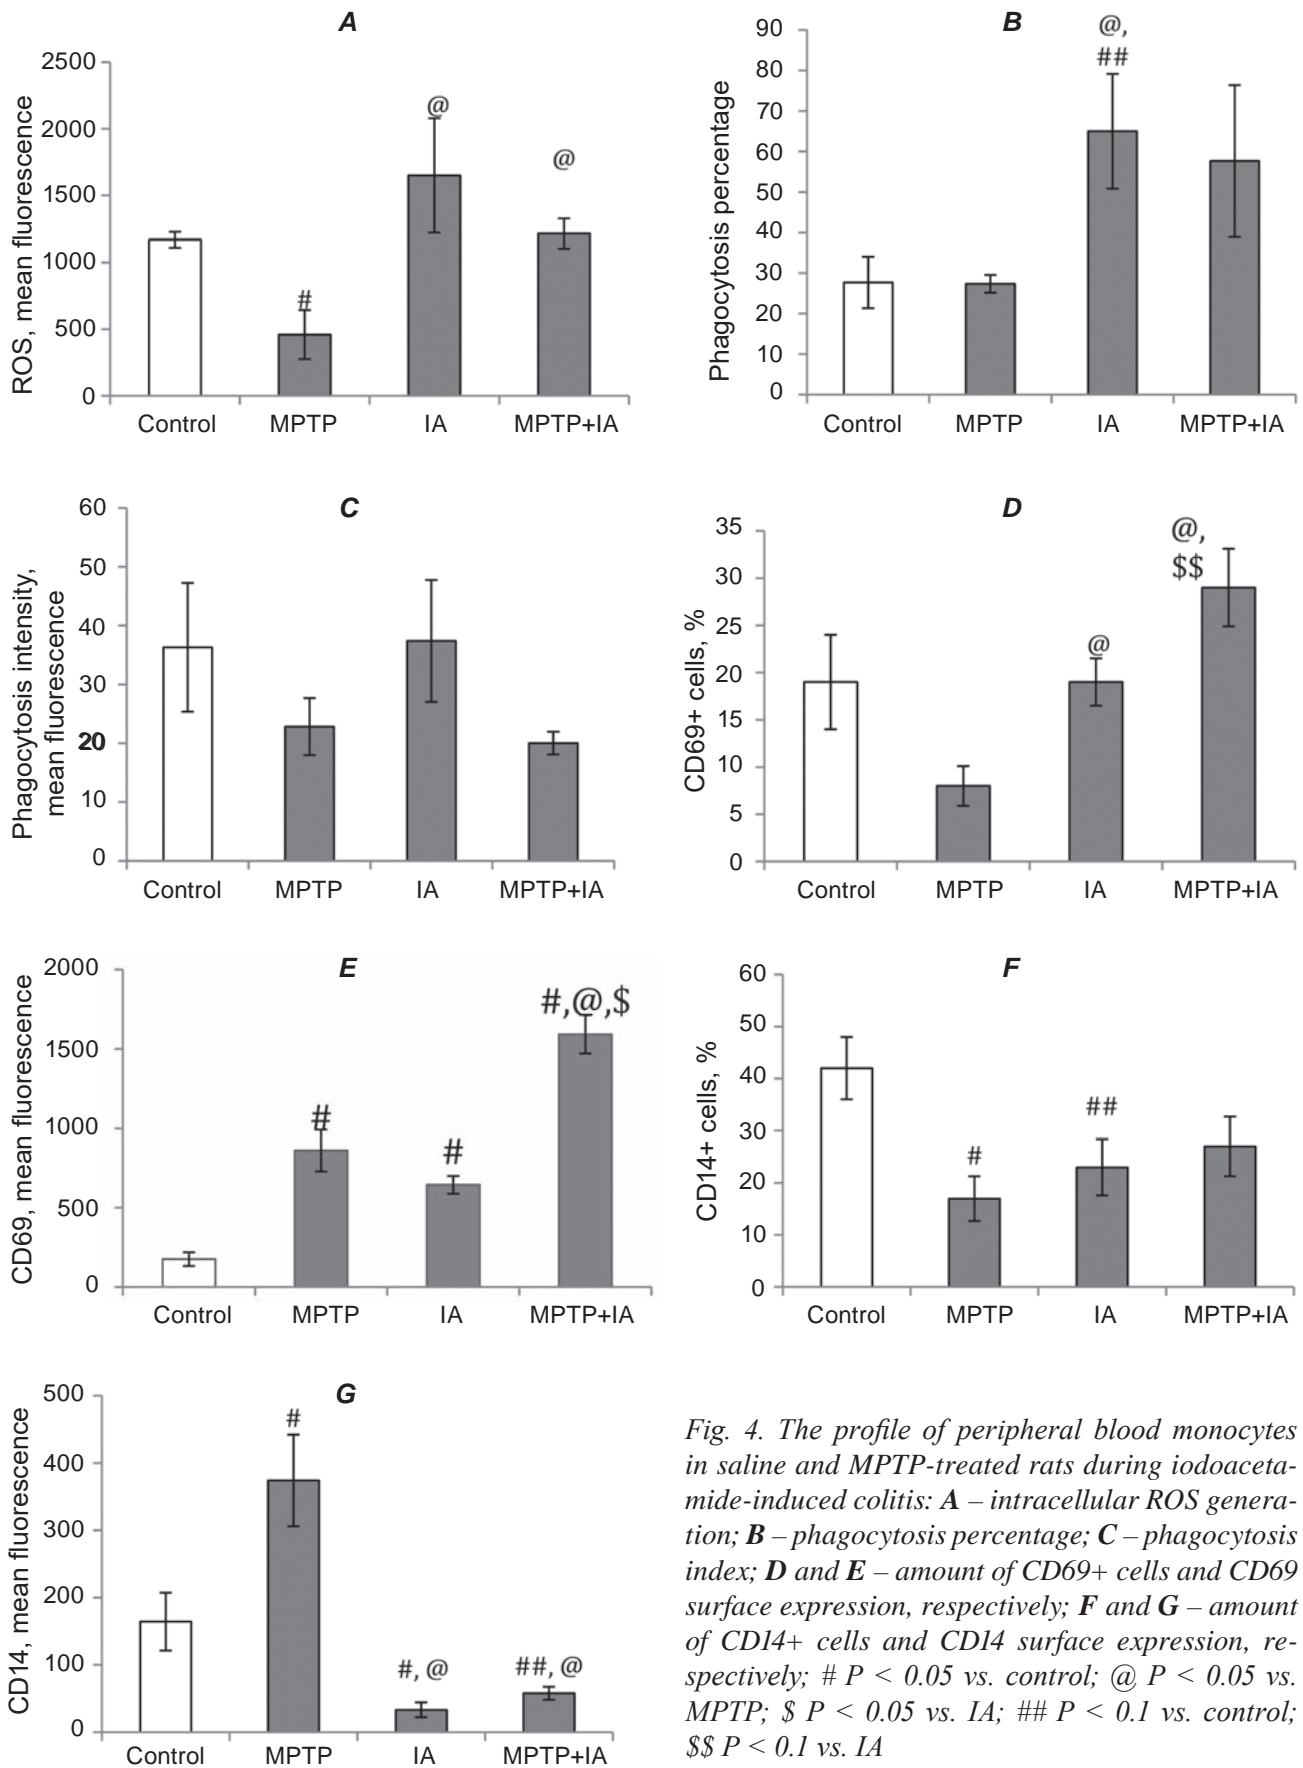 A
ROS, mean fluorescence
2500
2000
1500
1000
500
0
#
@
@
Control MPTP IA MPTP+IA
B
Phagocytosis percentage
90
80
70
60
50
40
30
20
10
0
@,
##
Control MPTP IA MPTP+IA
C
Phagocytosis intensity,
mean fluorescence
60
50
40
30
20
10
0
Control MPTP IA MPTP+IA
D
CD69+ cells, %
35
30
25
20
15
10
5
0
@
@,
$$
Control MPTP IA MPTP+IA
E
CD69, mean fluorescence
2000
1500
1000
500
0
#
#
#,@,$
Control MPTP IA MPTP+IA
F
CD14+ cells, %
60
50
40
30
20
10
0
#
##
Control MPTP IA MPTP+IA
G
CD14, mean fluorescence
500
400
300
200
100
0
#
#, @
##, @
Control MPTP IA MPTP+IA
Fig. 4. The profile of peripheral blood monocytes
in saline and MPTP-treated rats during iodoaceta-
mide-induced colitis: A – intracellular ROS genera-
tion; B – phagocytosis percentage; C – phagocytosis
index; D and E – amount of CD69+ cells and CD69
surface expression, respectively; F and G – amount
of CD14+ cells and CD14 surface expression, re-
spectively; # P < 0.05 vs. control; @ P < 0.05 vs.
MPTP; $ P < 0.05 vs. IA; ## P < 0.1 vs. control;
$$ P < 0.1 vs. IA